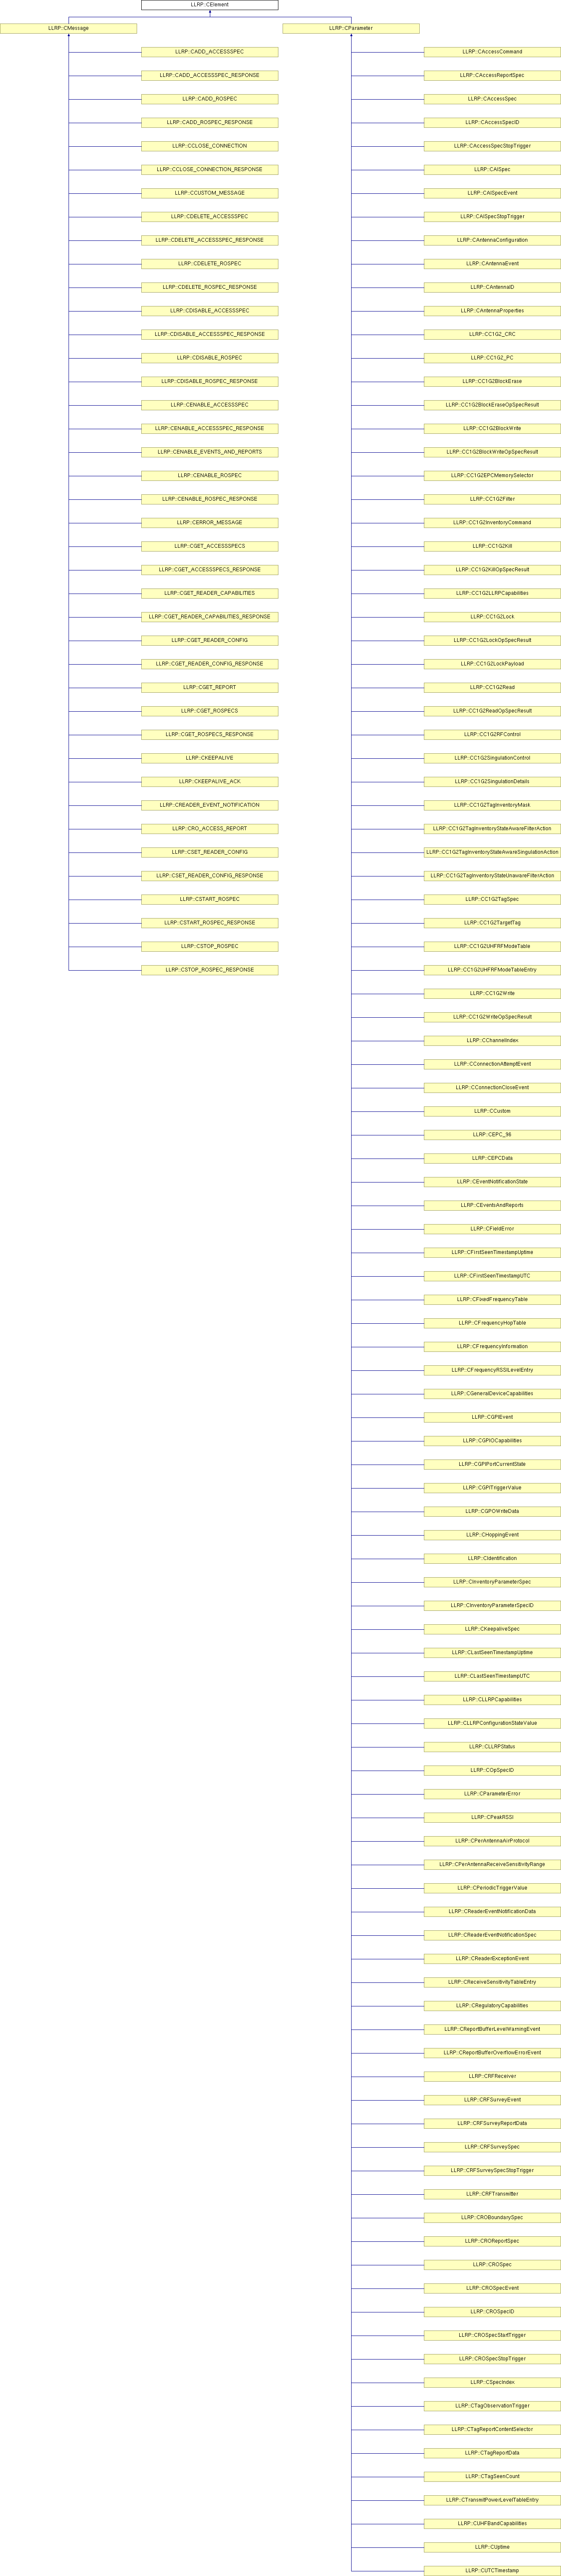 LLRP::CElement
LLRP::CMessage
LLRP::CParameter
LLRP::CADD_ACCESSSPEC
LLRP::CADD_ACCESSSPEC_RESPONSE
LLRP::CADD_ROSPEC
LLRP::CADD_ROSPEC_RESPONSE
LLRP::CCLOSE_CONNECTION
LLRP::CCLOSE_CONNECTION_RESPONSE
LLRP::CCUSTOM_MESSAGE
LLRP::CDELETE_ACCESSSPEC
LLRP::CDELETE_ACCESSSPEC_RESPONSE
LLRP::CDELETE_ROSPEC
LLRP::CDELETE_ROSPEC_RESPONSE
LLRP::CDISABLE_ACCESSSPEC
LLRP::CDISABLE_ACCESSSPEC_RESPONSE
LLRP::CDISABLE_ROSPEC
LLRP::CDISABLE_ROSPEC_RESPONSE
LLRP::CENABLE_ACCESSSPEC
LLRP::CENABLE_ACCESSSPEC_RESPONSE
LLRP::CENABLE_EVENTS_AND_REPORTS
LLRP::CENABLE_ROSPEC
LLRP::CENABLE_ROSPEC_RESPONSE
LLRP::CERROR_MESSAGE
LLRP::CGET_ACCESSSPECS
LLRP::CGET_ACCESSSPECS_RESPONSE
LLRP::CGET_READER_CAPABILITIES
LLRP::CGET_READER_CAPABILITIES_RESPONSE
LLRP::CGET_READER_CONFIG
LLRP::CGET_READER_CONFIG_RESPONSE
LLRP::CGET_REPORT
LLRP::CGET_ROSPECS
LLRP::CGET_ROSPECS_RESPONSE
LLRP::CKEEPALIVE
LLRP::CKEEPALIVE_ACK
LLRP::CREADER_EVENT_NOTIFICATION
LLRP::CRO_ACCESS_REPORT
LLRP::CSET_READER_CONFIG
LLRP::CSET_READER_CONFIG_RESPONSE
LLRP::CSTART_ROSPEC
LLRP::CSTART_ROSPEC_RESPONSE
LLRP::CSTOP_ROSPEC
LLRP::CSTOP_ROSPEC_RESPONSE
LLRP::CAccessCommand
LLRP::CAccessReportSpec
LLRP::CAccessSpec
LLRP::CAccessSpecID
LLRP::CAccessSpecStopTrigger
LLRP::CAISpec
LLRP::CAISpecEvent
LLRP::CAISpecStopTrigger
LLRP::CAntennaConfiguration
LLRP::CAntennaEvent
LLRP::CAntennaID
LLRP::CAntennaProperties
LLRP::CC1G2_CRC
LLRP::CC1G2_PC
LLRP::CC1G2BlockErase
LLRP::CC1G2BlockEraseOpSpecResult
LLRP::CC1G2BlockWrite
LLRP::CC1G2BlockWriteOpSpecResult
LLRP::CC1G2EPCMemorySelector
LLRP::CC1G2Filter
LLRP::CC1G2InventoryCommand
LLRP::CC1G2Kill
LLRP::CC1G2KillOpSpecResult
LLRP::CC1G2LLRPCapabilities
LLRP::CC1G2Lock
LLRP::CC1G2LockOpSpecResult
LLRP::CC1G2LockPayload
LLRP::CC1G2Read
LLRP::CC1G2ReadOpSpecResult
LLRP::CC1G2RFControl
LLRP::CC1G2SingulationControl
LLRP::CC1G2SingulationDetails
LLRP::CC1G2TagInventoryMask
LLRP::CC1G2TagInventoryStateAwareFilterAction
LLRP::CC1G2TagInventoryStateAwareSingulationAction
LLRP::CC1G2TagInventoryStateUnawareFilterAction
LLRP::CC1G2TagSpec
LLRP::CC1G2TargetTag
LLRP::CC1G2UHFRFModeTable
LLRP::CC1G2UHFRFModeTableEntry
LLRP::CC1G2Write
LLRP::CC1G2WriteOpSpecResult
LLRP::CChannelIndex
LLRP::CConnectionAttemptEvent
LLRP::CConnectionCloseEvent
LLRP::CCustom
LLRP::CEPC_96
LLRP::CEPCData
LLRP::CEventNotificationState
LLRP::CEventsAndReports
LLRP::CFieldError
LLRP::CFirstSeenTimestampUptime
LLRP::CFirstSeenTimestampUTC
LLRP::CFixedFrequencyTable
LLRP::CFrequencyHopTable
LLRP::CFrequencyInformation
LLRP::CFrequencyRSSILevelEntry
LLRP::CGeneralDeviceCapabilities
LLRP::CGPIEvent
LLRP::CGPIOCapabilities
LLRP::CGPIPortCurrentState
LLRP::CGPITriggerValue
LLRP::CGPOWriteData
LLRP::CHoppingEvent
LLRP::CIdentification
LLRP::CInventoryParameterSpec
LLRP::CInventoryParameterSpecID
LLRP::CKeepaliveSpec
LLRP::CLastSeenTimestampUptime
LLRP::CLastSeenTimestampUTC
LLRP::CLLRPCapabilities
LLRP::CLLRPConfigurationStateValue
LLRP::CLLRPStatus
LLRP::COpSpecID
LLRP::CParameterError
LLRP::CPeakRSSI
LLRP::CPerAntennaAirProtocol
LLRP::CPerAntennaReceiveSensitivityRange
LLRP::CPeriodicTriggerValue
LLRP::CReaderEventNotificationData
LLRP::CReaderEventNotificationSpec
LLRP::CReaderExceptionEvent
LLRP::CReceiveSensitivityTableEntry
LLRP::CRegulatoryCapabilities
LLRP::CReportBufferLevelWarningEvent
LLRP::CReportBufferOverflowErrorEvent
LLRP::CRFReceiver
LLRP::CRFSurveyEvent
LLRP::CRFSurveyReportData
LLRP::CRFSurveySpec
LLRP::CRFSurveySpecStopTrigger
LLRP::CRFTransmitter
LLRP::CROBoundarySpec
LLRP::CROReportSpec
LLRP::CROSpec
LLRP::CROSpecEvent
LLRP::CROSpecID
LLRP::CROSpecStartTrigger
LLRP::CROSpecStopTrigger
LLRP::CSpecIndex
LLRP::CTagObservationTrigger
LLRP::CTagReportContentSelector
LLRP::CTagReportData
LLRP::CTagSeenCount
LLRP::CTransmitPowerLevelTableEntry
LLRP::CUHFBandCapabilities
LLRP::CUptime
LLRP::CUTCTimestamp